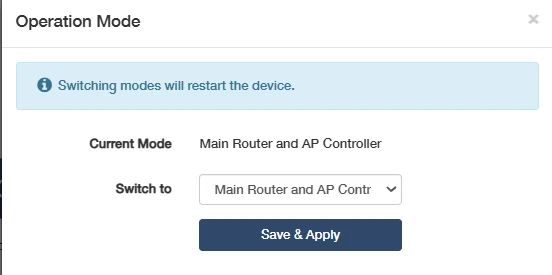 Operation Mode
×
Switching modes will restart the device.
Current Mode Main Router and AP Controller
Switch to Main Router and AP Contr
Save & Apply